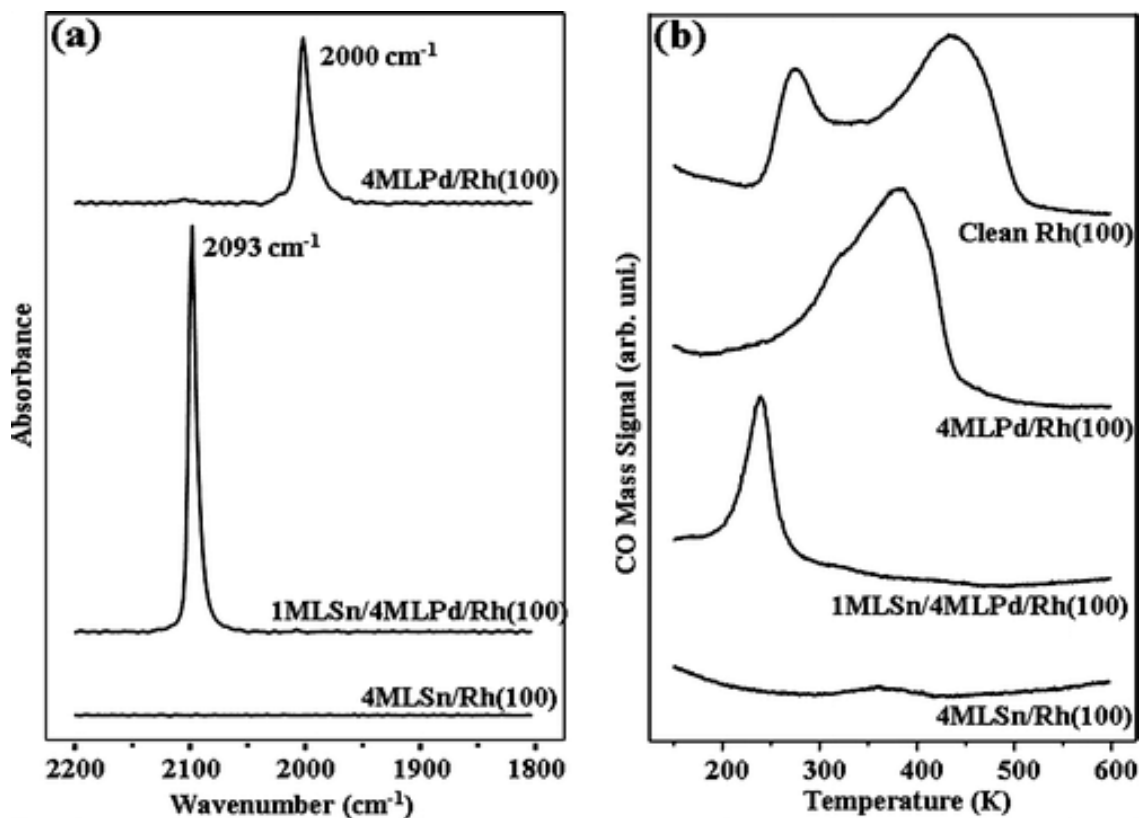 (a)
2000 cm-1
4MLPd/Rh(100)
2093 cm-1
1MLSn/4MLPd/Rh(100)
4MLSn/Rh(100)
Absorbance
2200 2100 2000 1900 1800
Wavenumber (cm-1)
(b)
Clean Rh(100)
4MLPd/Rh(100)
1MLSn/4MLPd/Rh(100)
4MLSn/Rh(100)
CO Mass Signal (arb. uni.)
200 300 400 500 600
Temperature (K)